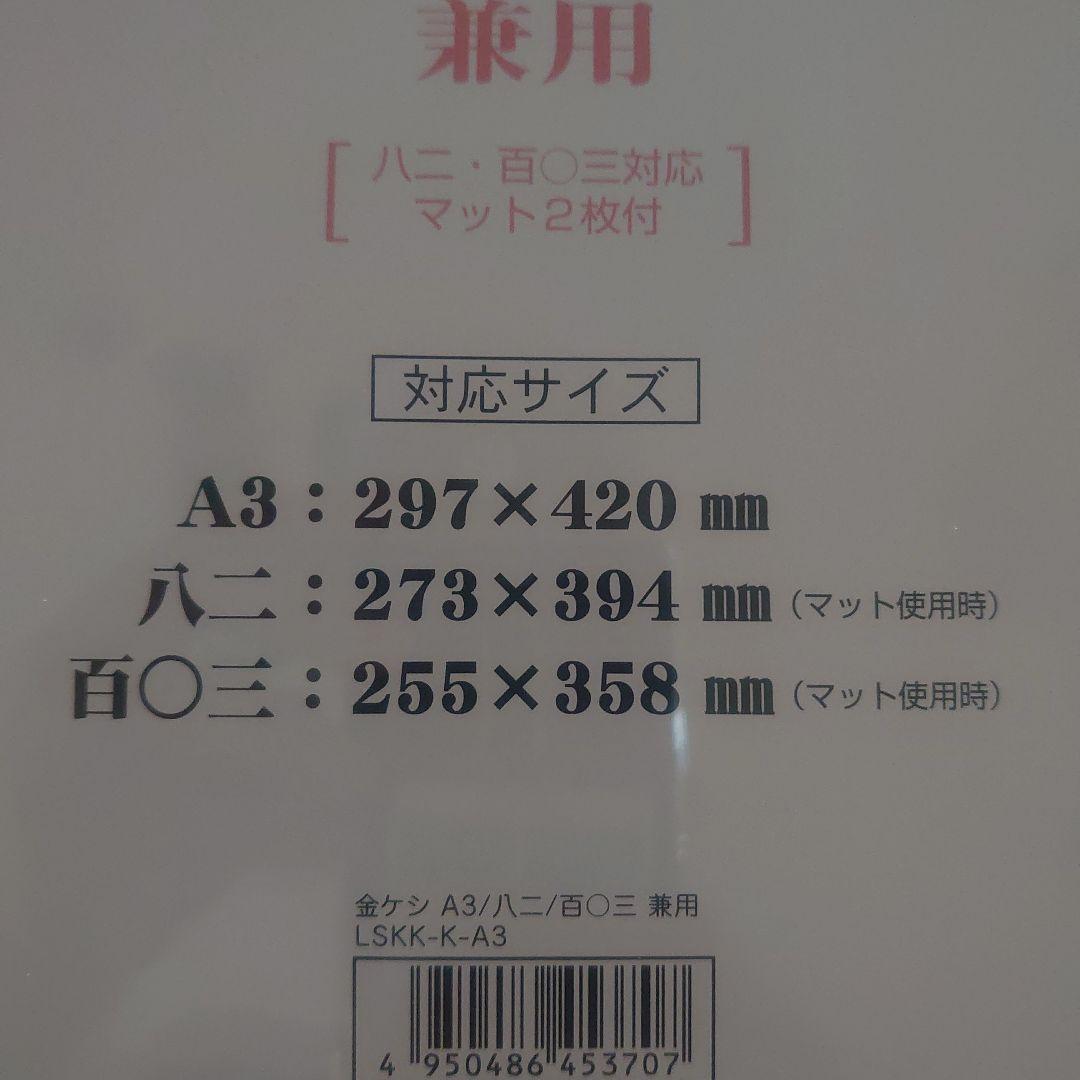 兼用
八二・百〇三対応
マット2枚付
対応サイズ
A3：297×420 ㎜
八二：273×394 ㎜（マット使用時）
百〇三：255×358 ㎜（マット使用時）
金ケシ A3/八二/百〇三 兼用
LSKK-K-A3
4 950486 453707